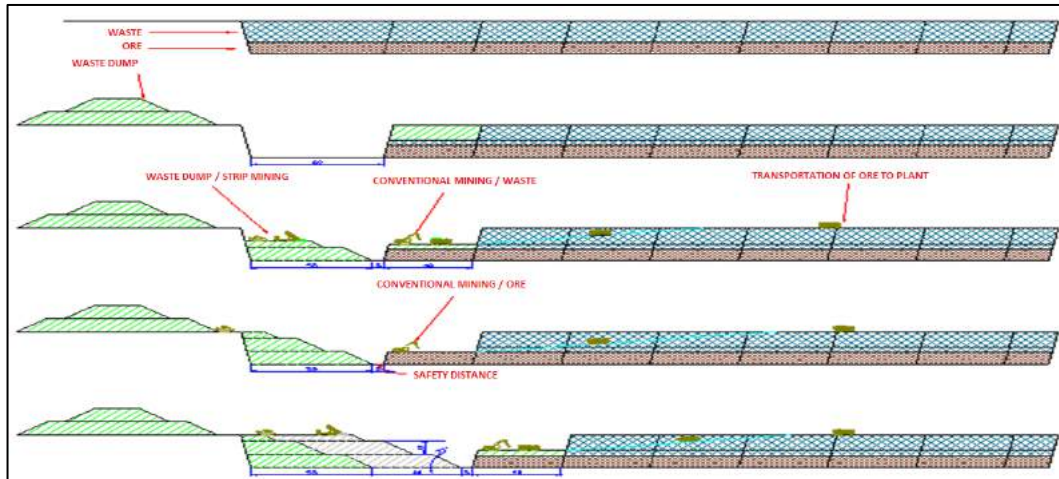 WASTE
ORE
WASTE DUMP
60
WASTE DUMP / STRIP MINING
CONVENTIONAL MINING / WASTE
TRANSPORTATION OF ORE TO PLANT
CONVENTIONAL MINING / ORE
SAFETY DISTANCE